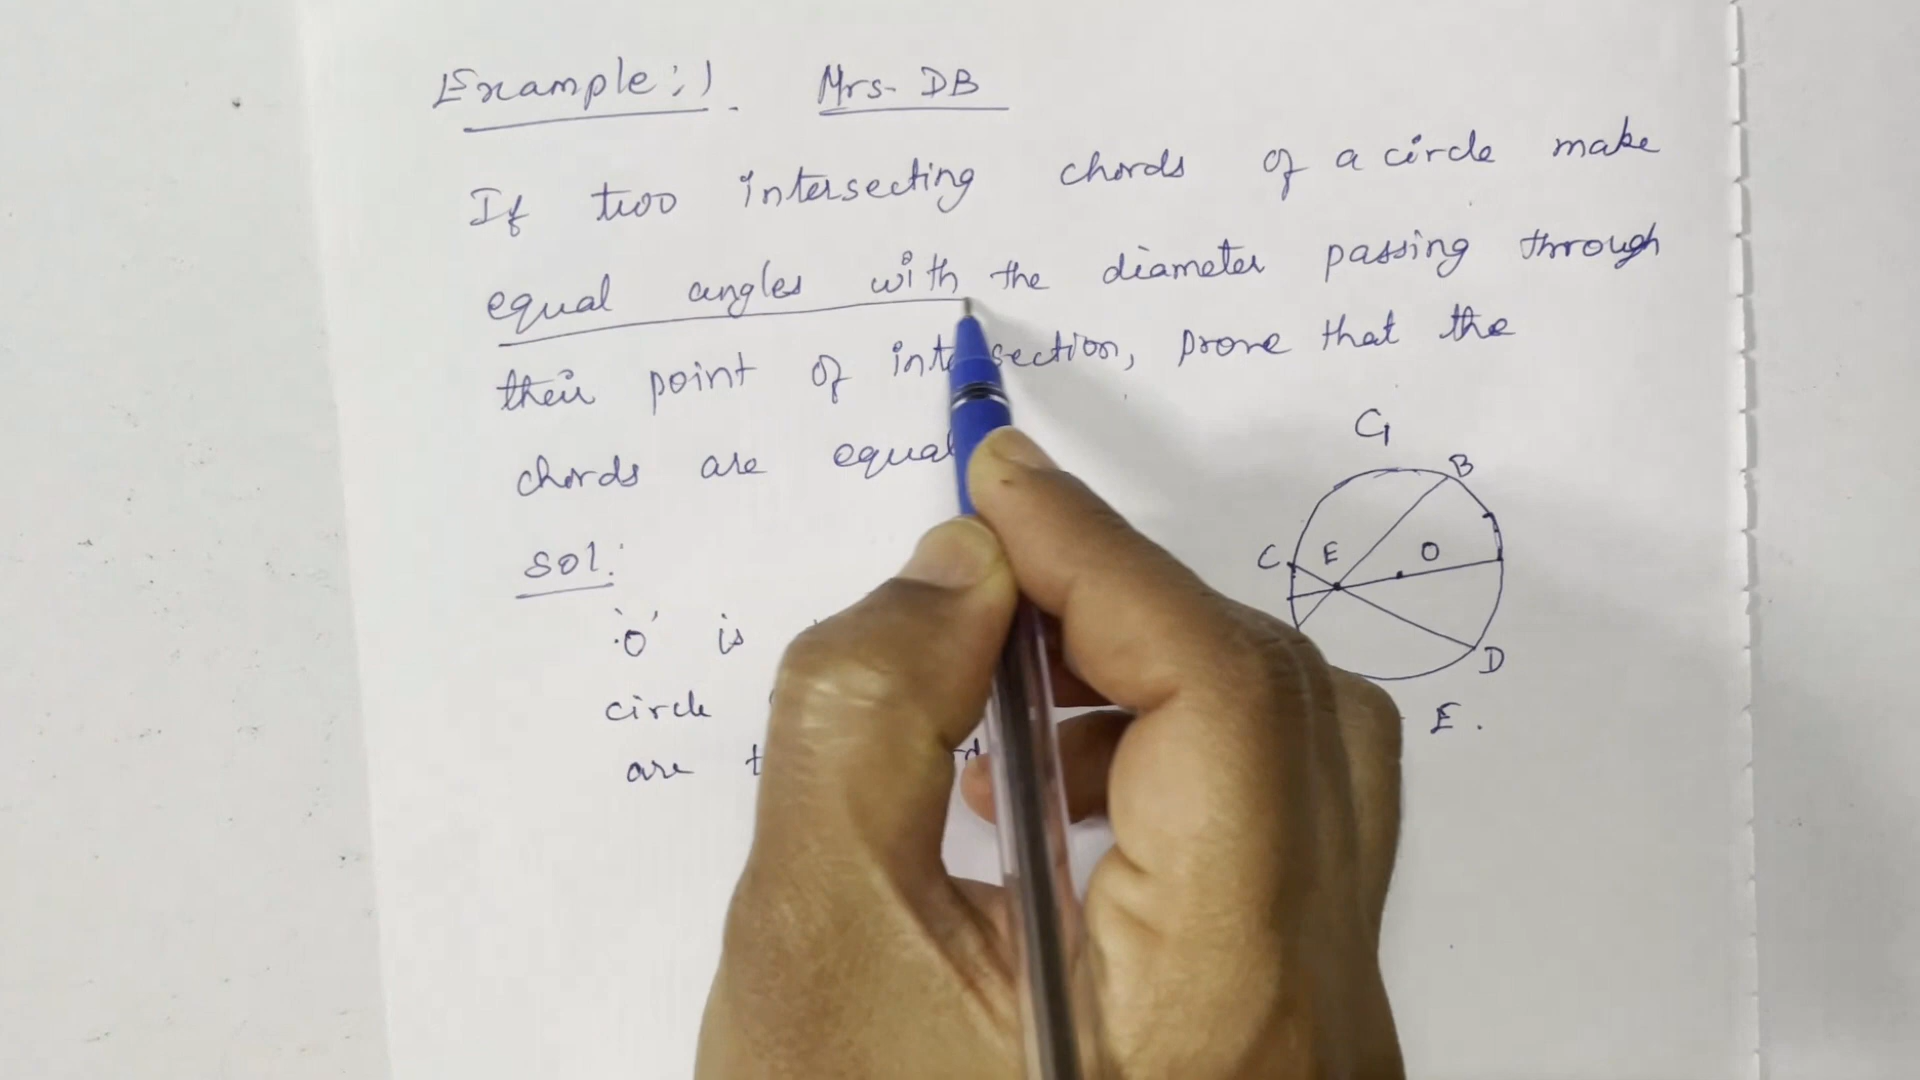 Example:1. Mrs- DB
If two intersecting chords of a circle make
equal angles with the diameter passing through
their point of intersection, prove that the
chords are equal
G
B
C E O
D
Sol:
'O' is
circle
E.
are